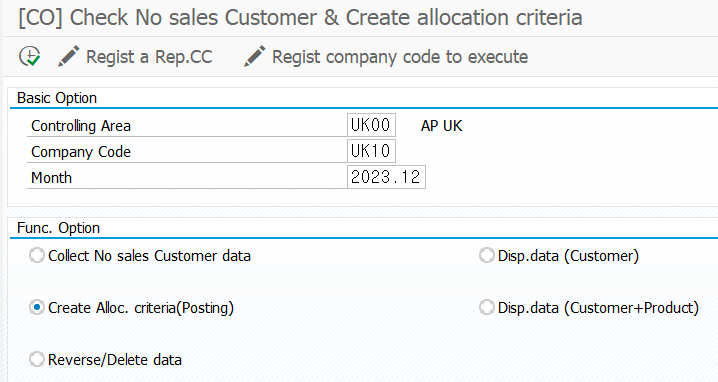 [CO] Check No sales Customer & Create allocation criteria
Regist a Rep.CC Regist company code to execute
Basic Option
Controlling Area UK00 AP UK
Company Code UK10
Month 2023.12
Func. Option
Collect No sales Customer data Disp.data (Customer)
Create Alloc. criteria(Posting) Disp.data (Customer+Product)
Reverse/Delete data